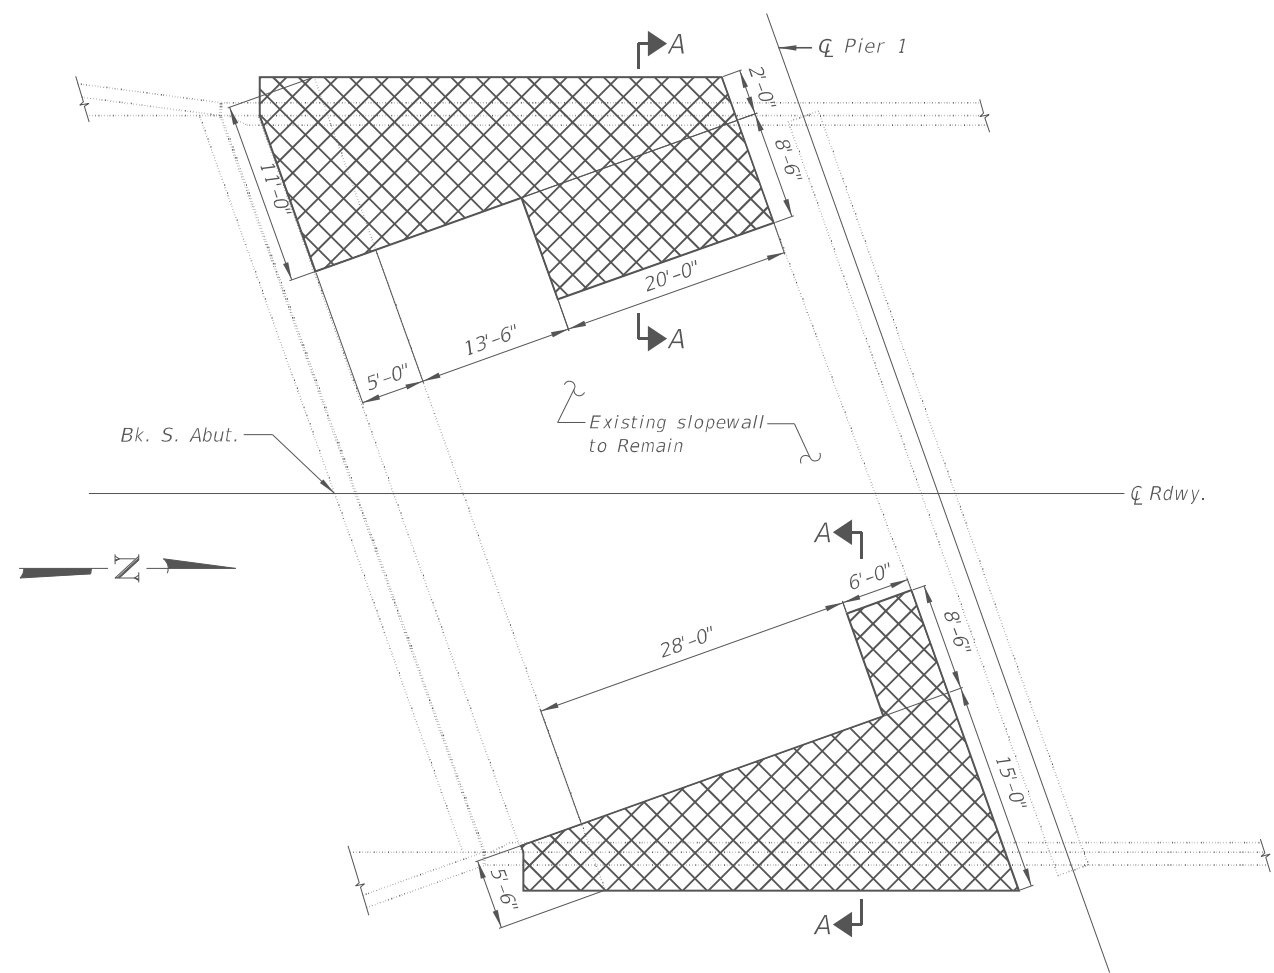 A
℄ Pier 1
2'-0"
8'-6"
11'-0"
20'-0"
13'-6"
A
5'-0"
Existing slopewall
to Remain
Bk. S. Abut.
℄ Rdwy.
A
N
6'-0"
8'-6"
28'-0"
15'-0"
5'-6"
A